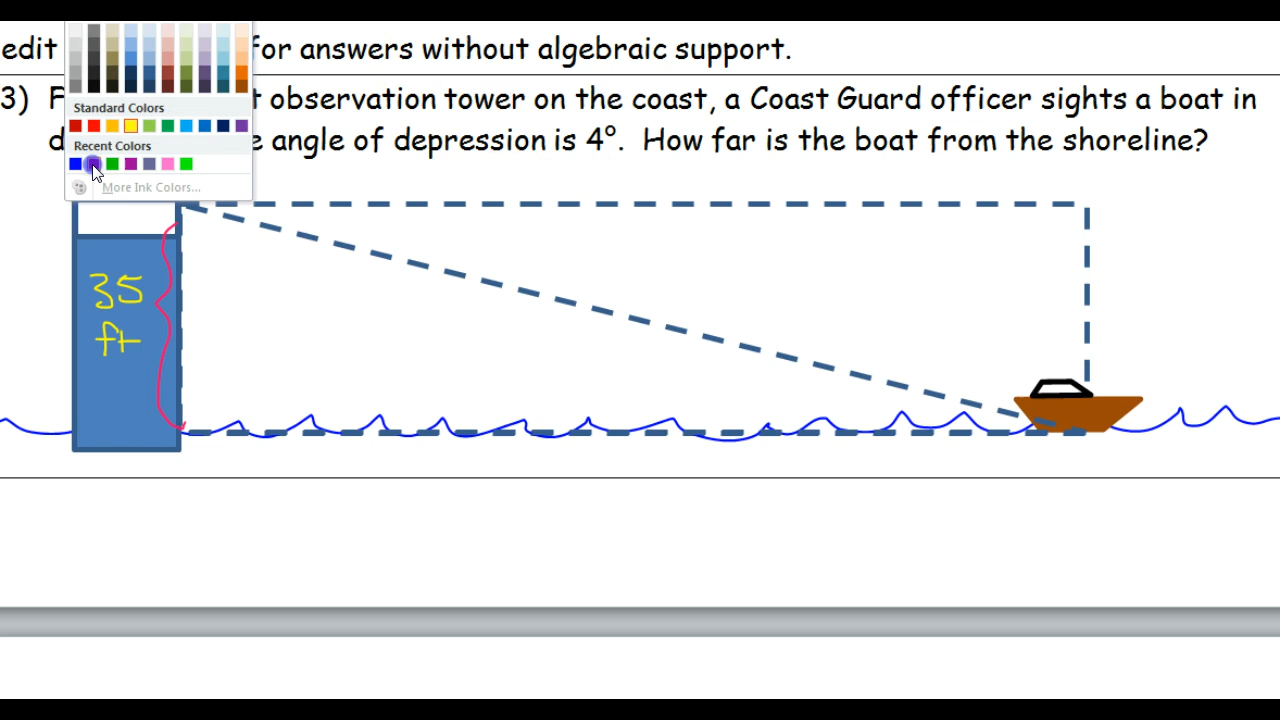 edit for answers without algebraic support.
3) P t observation tower on the coast, a Coast Guard officer sights a boat in
d e angle of depression is 4°. How far is the boat from the shoreline?
Standard Colors
Recent Colors
More Ink Colors...
35
ft